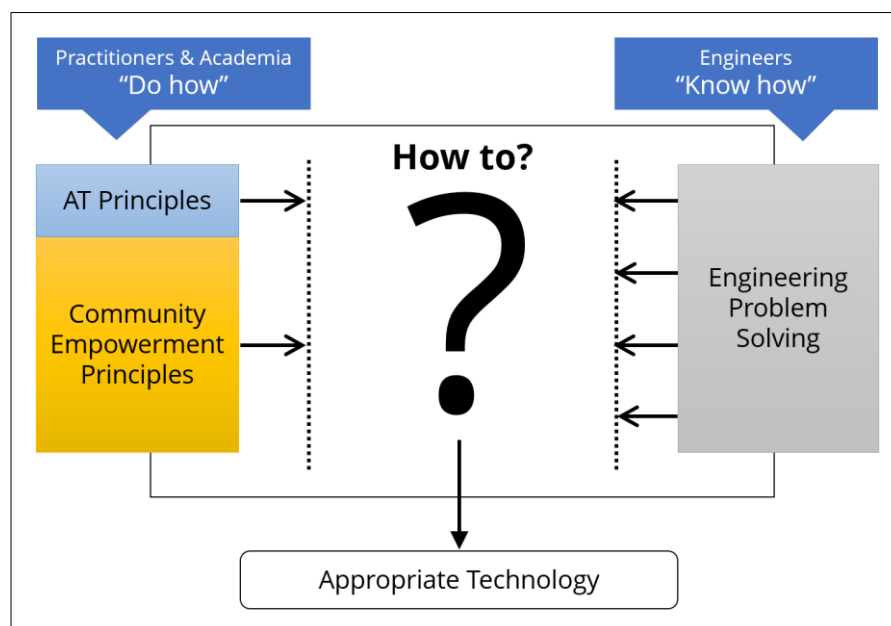 Practitioners & Academia
“Do how”
Engineers
“Know how”
How to?
?
AT Principles
Community
Empowerment
Principles
Engineering
Problem
Solving
Appropriate Technology